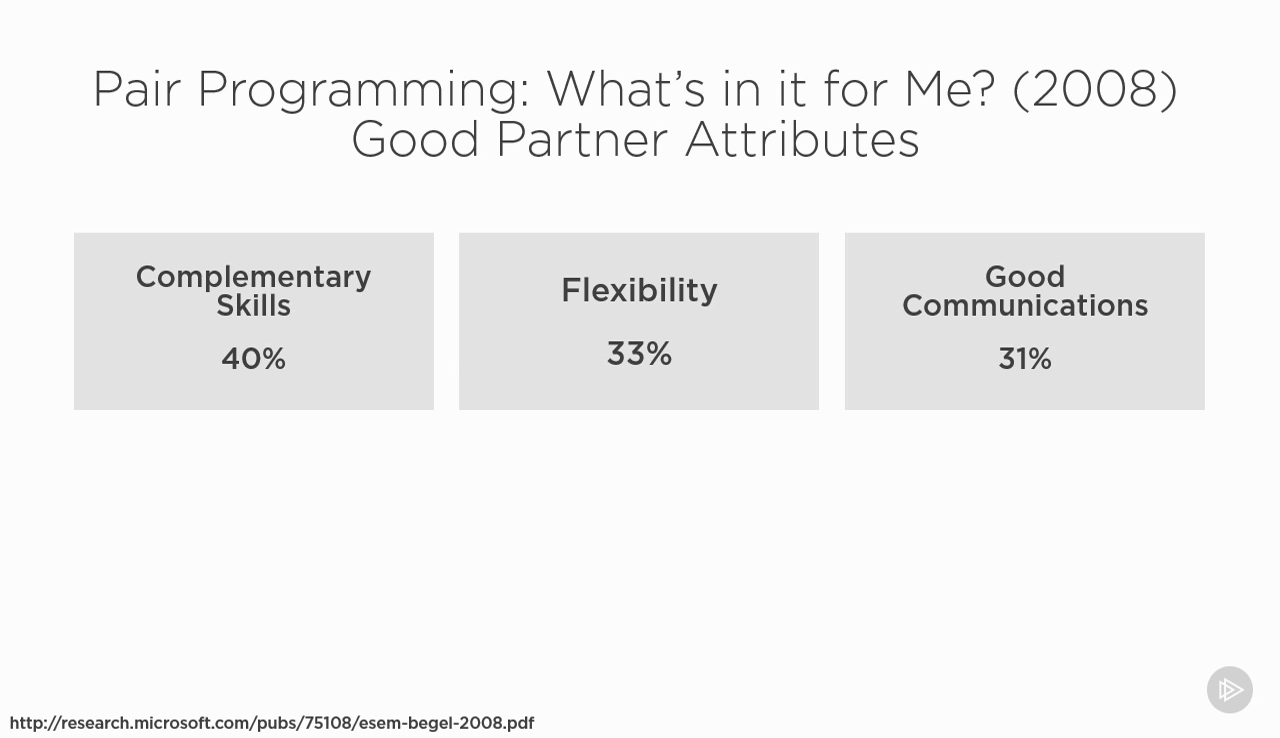 Pair Programming: What’s in it for Me? (2008)
Good Partner Attributes
Complementary
Skills
40%
Flexibility
33%
Good
Communications
31%
http://research.microsoft.com/pubs/75108/esem-begel-2008.pdf